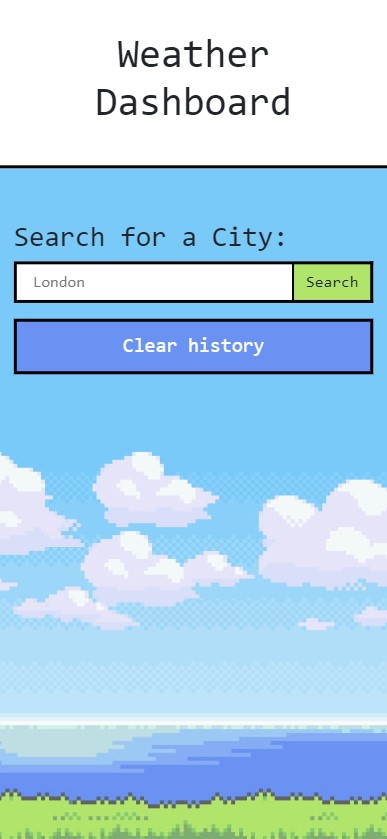 Weather
Dashboard
Search for a City:
London
Search
Clear history